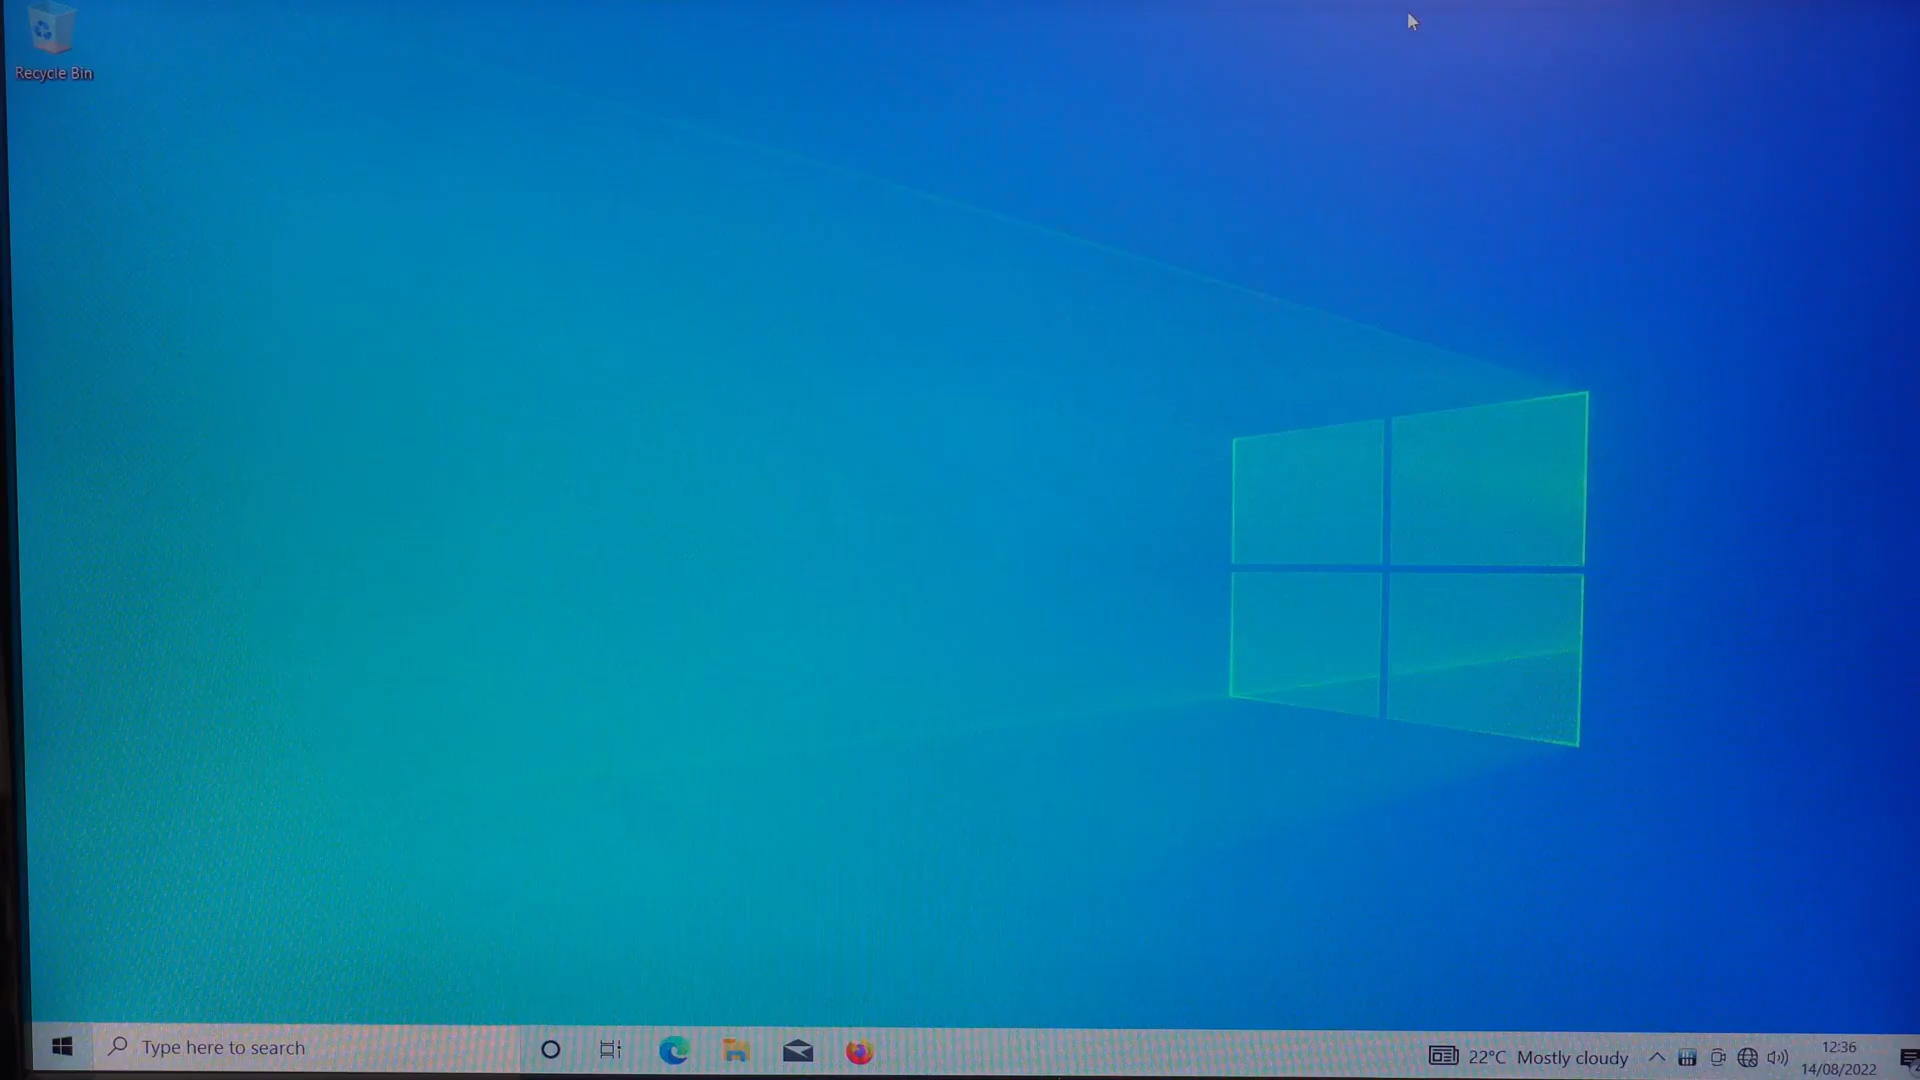 Recycle Bin
Type here to search
22°C Mostly cloudy
12:36
14/08/2022